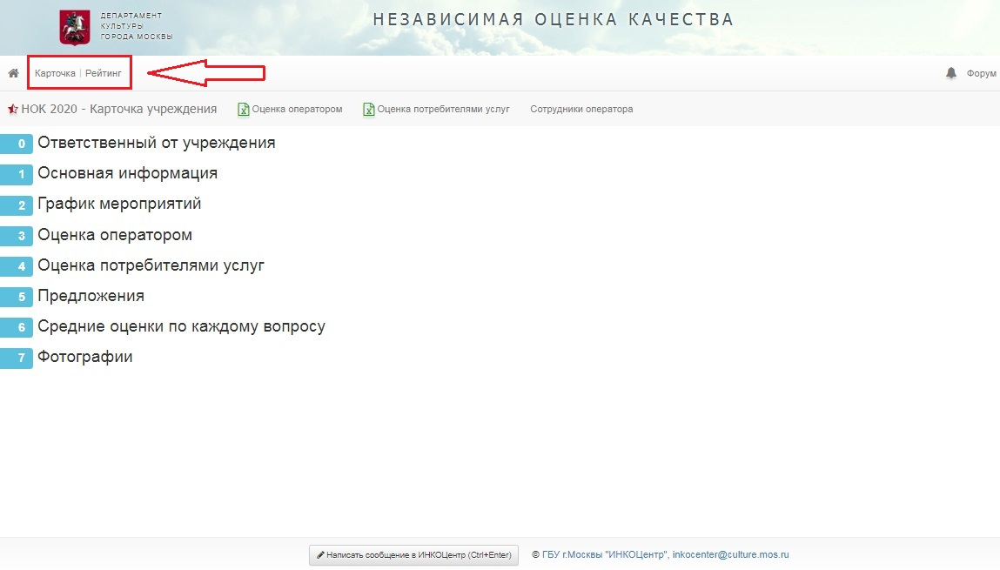 ДЕПАРТАМЕНТ
КУЛЬТУРЫ
ГОРОДА МОСКВЫ
НЕЗАВИСИМАЯ ОЦЕНКА КАЧЕСТВА
Карточка | Рейтинг
Форум
НОК 2020 - Карточка учреждения
Оценка оператором
Оценка потребителями услуг
Сотрудники оператора
0 Ответственный от учреждения
1 Основная информация
2 График мероприятий
3 Оценка оператором
4 Оценка потребителями услуг
5 Предложения
6 Средние оценки по каждому вопросу
7 Фотографии
Написать сообщение в ИНКОЦентр (Ctrl+Enter)
© ГБУ г.Москвы "ИНКОЦентр", inkocenter@culture.mos.ru